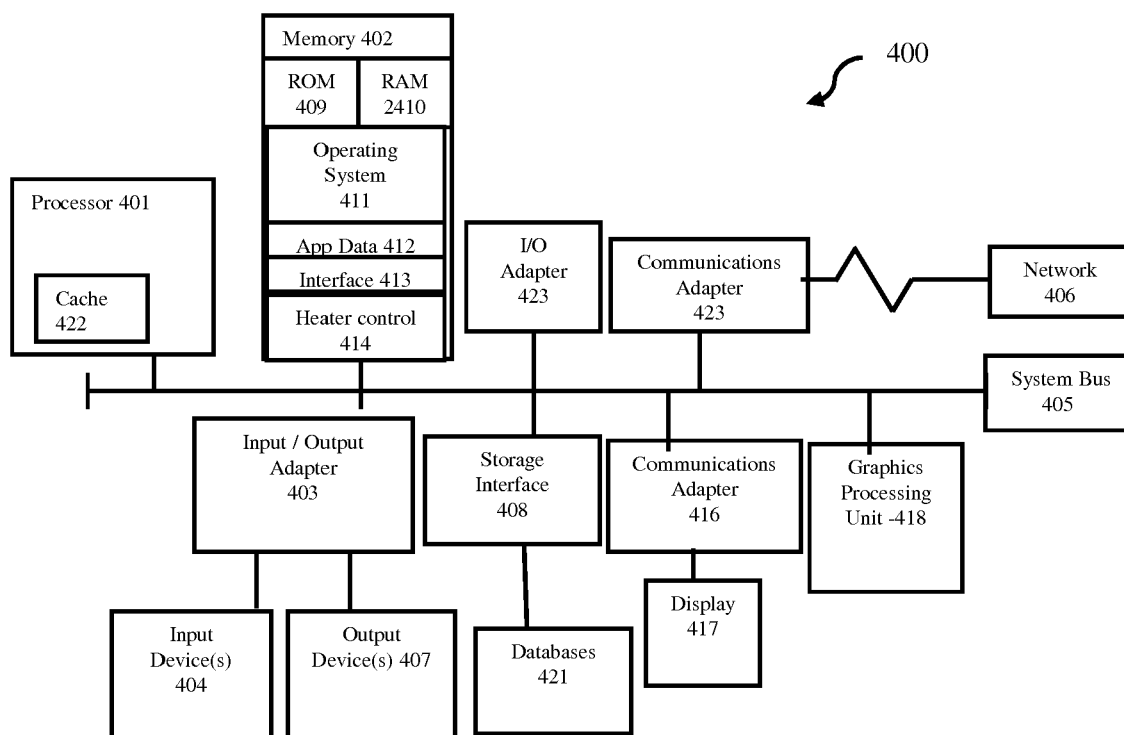 Memory 402
400
ROM
409
RAM
2410
Operating
System
411
Processor 401
App Data 412
I/O
Adapter
423
Communications
Adapter
423
Network
406
Interface 413
Cache
422
Heater control
414
System Bus
405
Input / Output
Adapter
403
Storage
Interface
408
Communications
Adapter
416
Graphics
Processing
Unit -418
Display
417
Input
Device(s)
404
Output
Device(s) 407
Databases
421